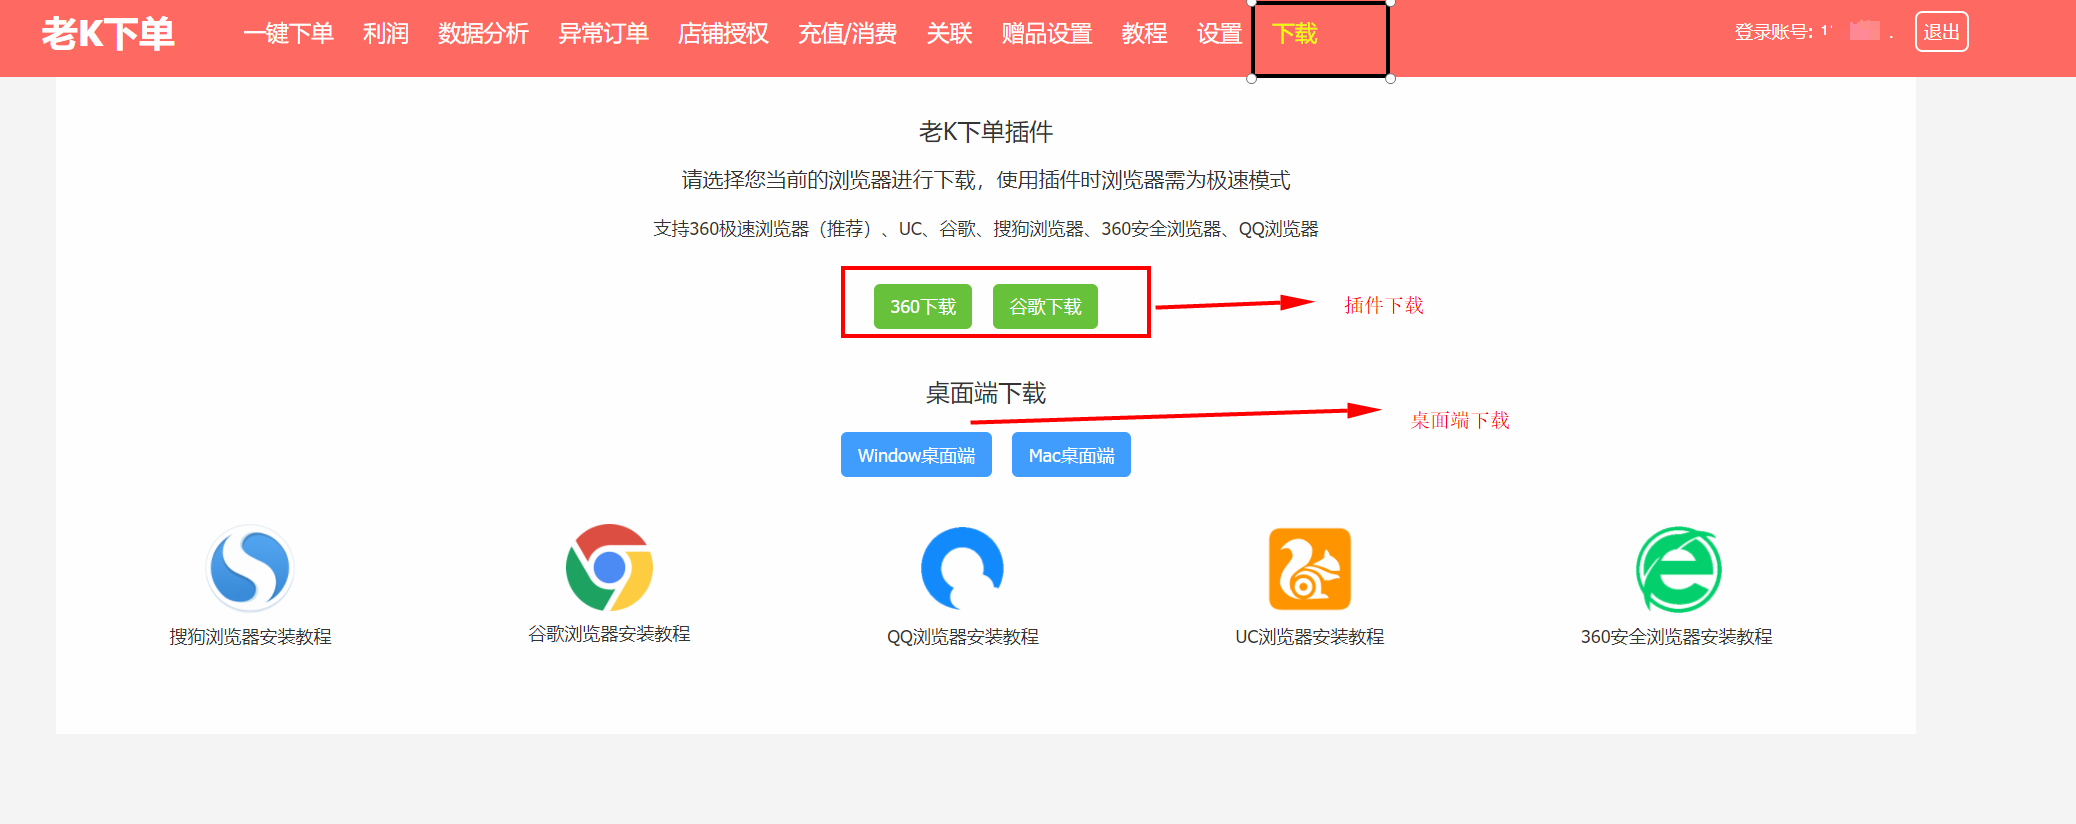 老K下单 一键下单 利润 数据分析 异常订单 店铺授权 充值/消费 关联 赠品设置 教程 设置 下载 登录账号: 退出
老K下单插件
请选择您当前的浏览器进行下载，使用插件时浏览器需为极速模式
支持360极速浏览器（推荐）、UC、谷歌、搜狗浏览器、360安全浏览器、QQ浏览器
360下载 谷歌下载 插件下载
桌面端下载
桌面端下载
Window桌面端 Mac桌面端
搜狗浏览器安装教程 谷歌浏览器安装教程 QQ浏览器安装教程 UC浏览器安装教程 360安全浏览器安装教程